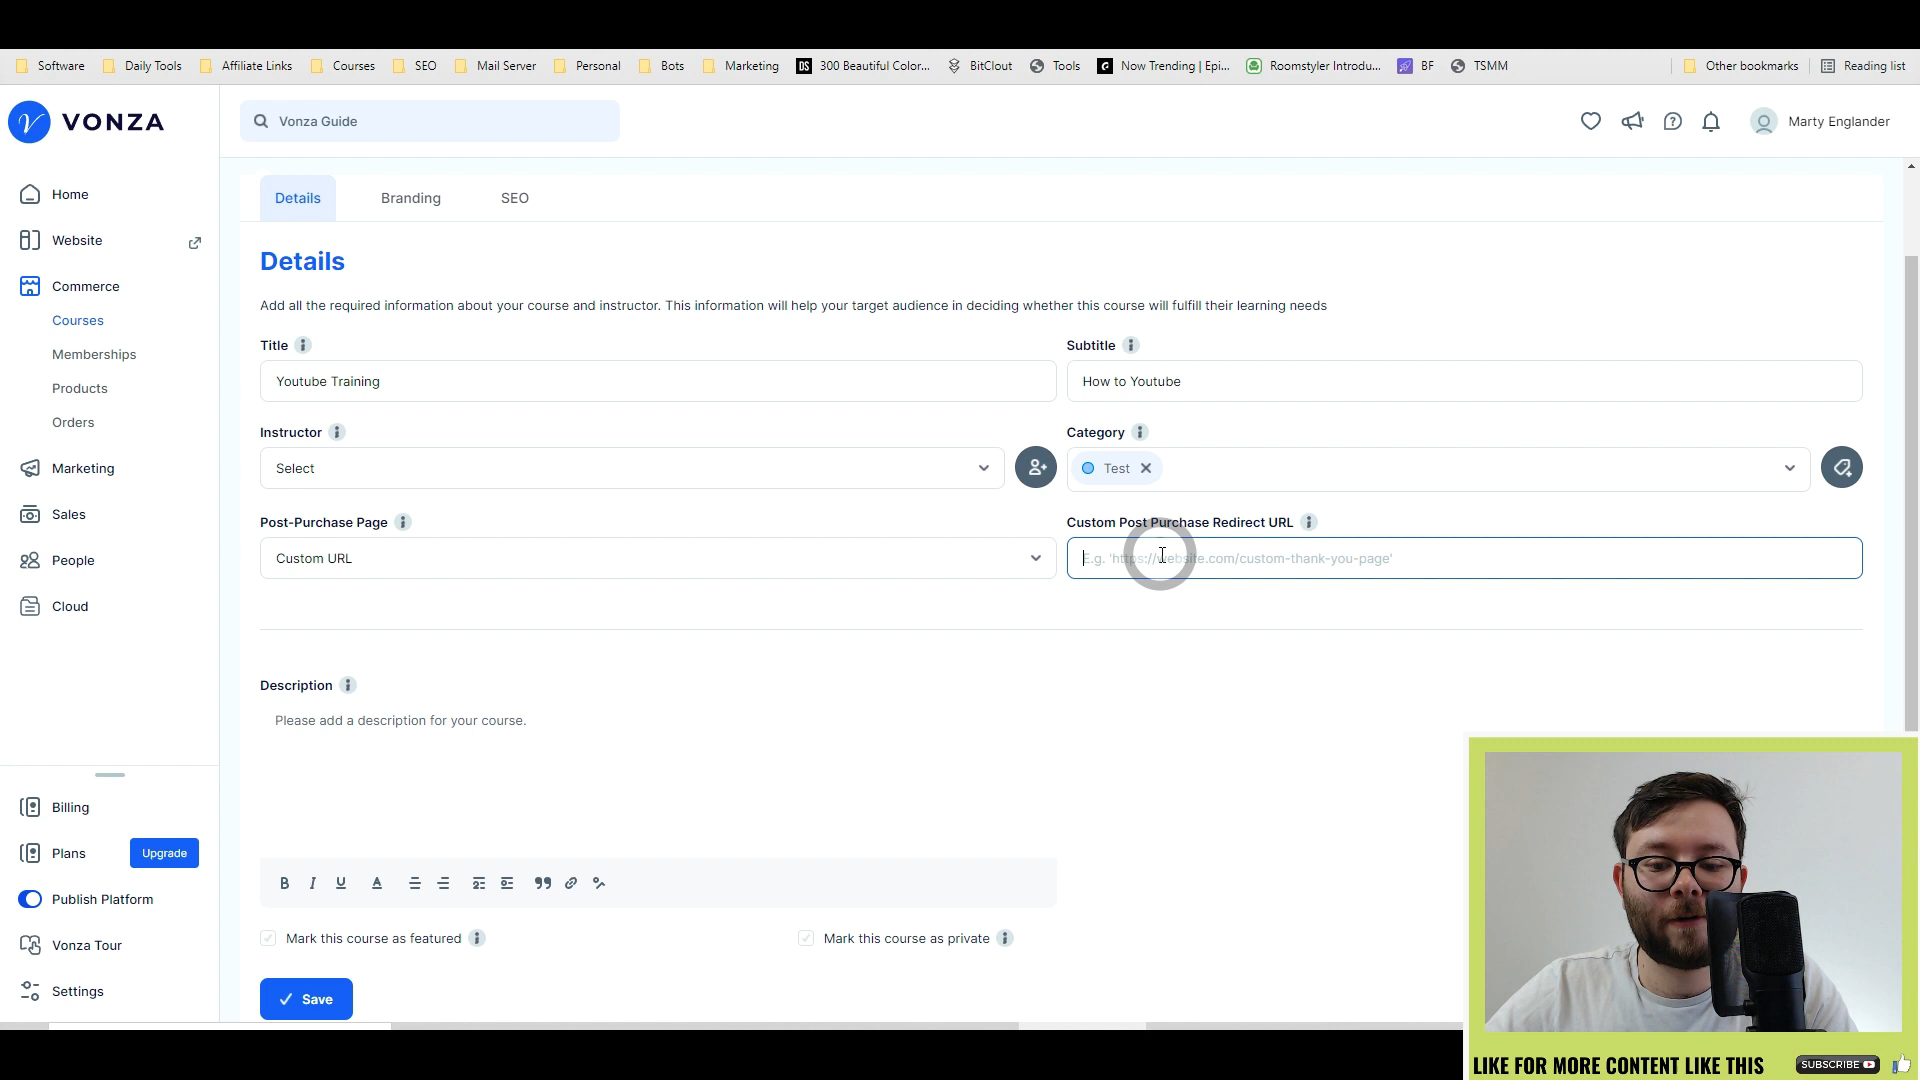 Software Daily Tools Affiliate Links Courses SEO Mail Server Personal Bots Marketing DS 300 Beautiful Color... BitClout Tools Now Trending | Epi... Roomstyler Introdu... BF TSMM Other bookmarks Reading list
VONZA
Vonza Guide
Marty Englander
Home
Website
Commerce
Courses
Memberships
Products
Orders
Marketing
Sales
People
Cloud
Billing
Plans Upgrade
Publish Platform
Vonza Tour
Settings
Details Branding SEO
Details
Add all the required information about your course and instructor. This information will help your target audience in deciding whether this course will fulfill their learning needs
Title Subtitle
Youtube Training How to Youtube
Instructor Category
Select Test
Post-Purchase Page Custom Post Purchase Redirect URL
Custom URL E.g. 'https://website.com/custom-thank-you-page'
Description
Please add a description for your course.
B I U A
Mark this course as featured Mark this course as private
Save
LIKE FOR MORE CONTENT LIKE THIS SUBSCRIBE